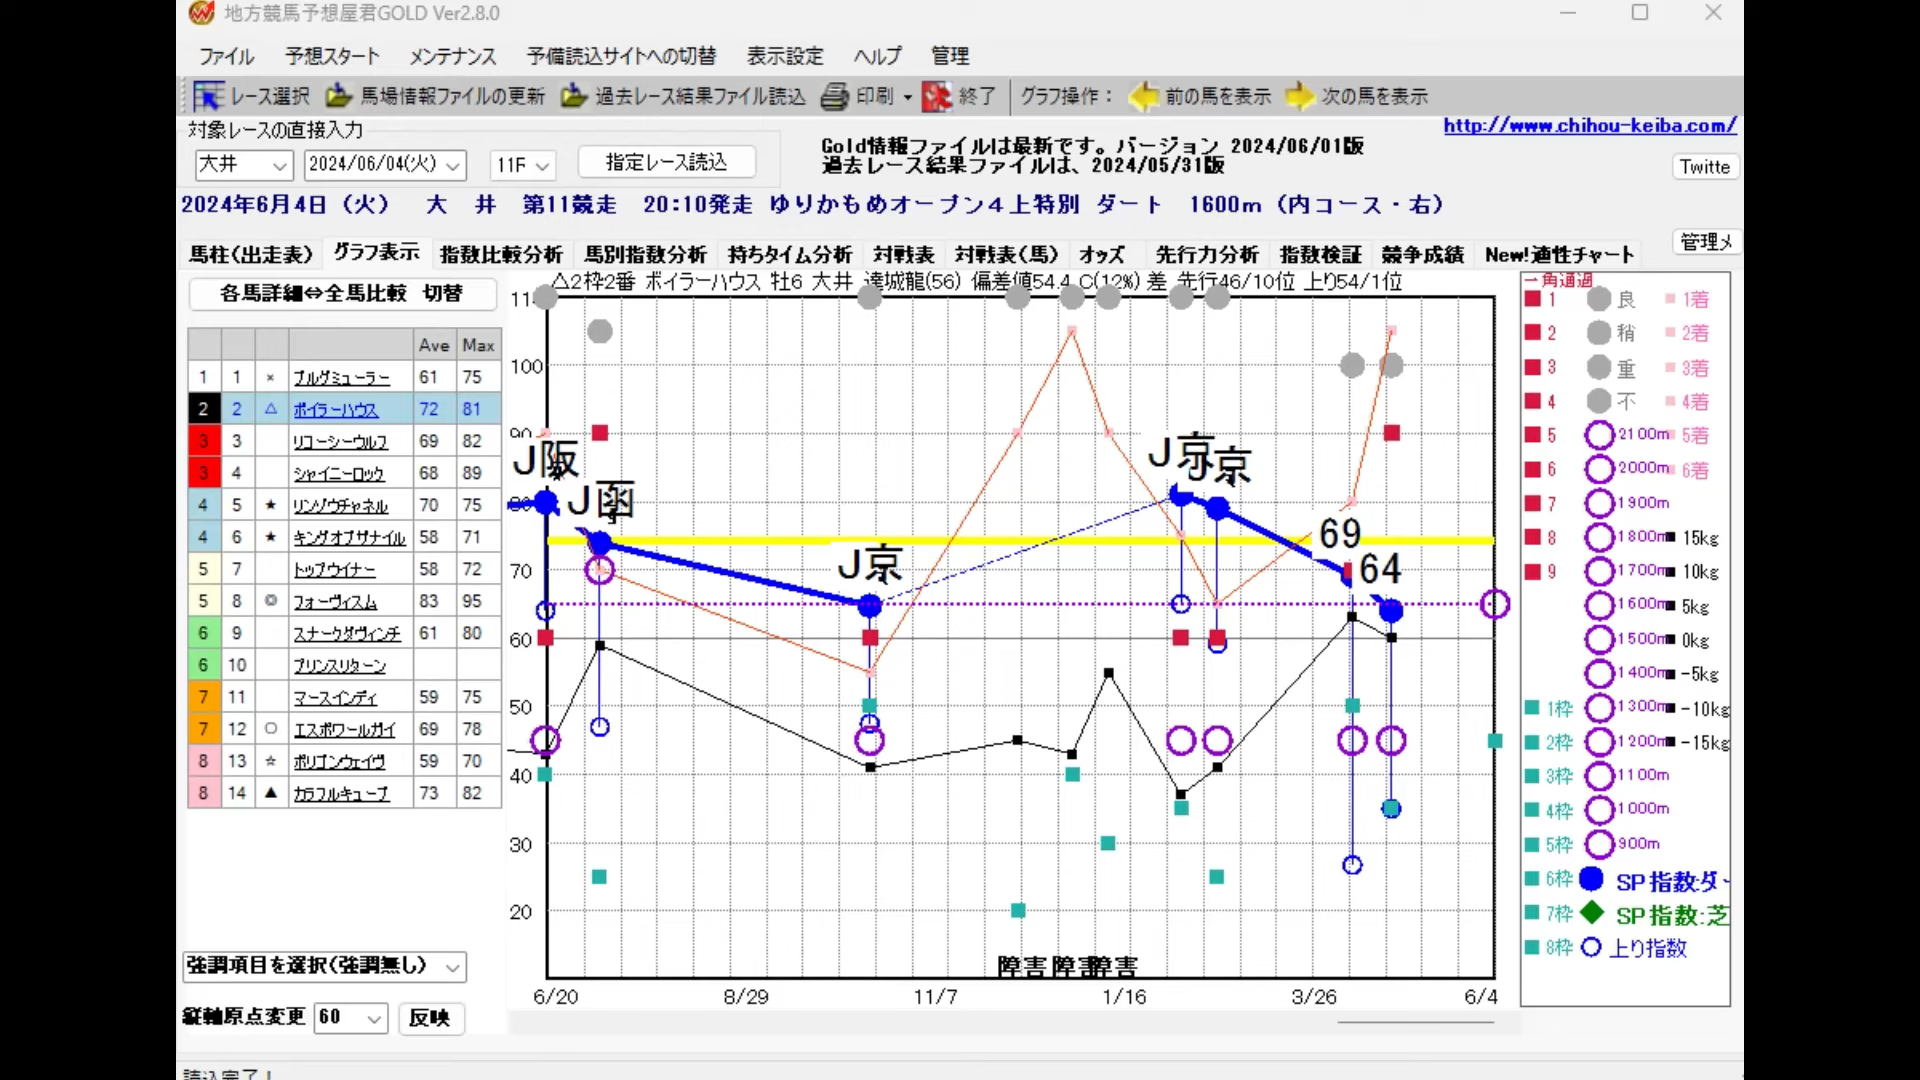 地方競馬予想屋君GOLD Ver2.8.0
ファイル 予想スタート メンテナンス 予備読込サイトへの切替 表示設定 ヘルプ 管理
レース選択 馬場情報ファイルの更新 過去レース結果ファイル読込 印刷 終了 グラフ操作： 前の馬を表示 次の馬を表示
対象レースの直接入力
http://www.chihou-keiba.com/
大井 2024/06/04(火) 11F 指定レース読込
Gold情報ファイルは最新です。バージョン 2024/06/01版
過去レース結果ファイルは、2024/05/31版
Twitte
2024年6月4日（火） 大 井 第11競走 20:10発走 ゆりかもめオープン４上特別 ダート 1600m（内コース・右）
管理メ
馬柱(出走表) グラフ表示 指数比較分析 馬別指数分析 持ちタイム分析 対戦表 対戦表(馬) オッズ 先行力分析 指数検証 競争成績 New!適性チャート
各馬詳細⇔全馬比較 切替
△2枠2番 ボイラーハウス 牡6 大井 達城龍(56) 偏差値54.4 C(12%) 差 先行46/10位 上り54/1位
Ave Max
1 1 × ブルグミューラー 61 75
2 2 △ ボイラーハウス 72 81
3 3 リコーシーウルフ 69 82
3 4 シャイニーロック 68 89
4 5 ★ リンゾウチャネル 70 75
4 6 ★ キングオブザナイル 58 71
5 7 トップウイナー 58 72
5 8 ◎ フォーヴィスム 83 95
6 9 スナークダヴィンチ 61 80
6 10 プリンスリターン
7 11 マースインディ 59 75
7 12 ○ エスポワールガイ 69 78
8 13 ☆ ポリゴンウェイヴ 59 70
8 14 ▲ カラフルキューブ 73 82
強調項目を選択(強調無し)
縦軸原点変更 60 反映
11
100
90
80
70
60
50
40
30
20
J阪
J函
J京
J京
J京
69
64
障害 障害 障害
6/20 8/29 11/7 1/16 3/26 6/4
一角通過
1 良 1着
2 稍 2着
3 重 3着
4 不 4着
5 2100m 5着
6 2000m 6着
7 1900m
8 1800m 15kg
9 1700m 10kg
1600m 5kg
1500m 0kg
1400m -5kg
1枠 1300m -10kg
2枠 1200m -15kg
3枠 1100m
4枠 1000m
5枠 900m
6枠 SP指数:ダ
7枠 SP指数:芝
8枠 上り指数
読込完了！